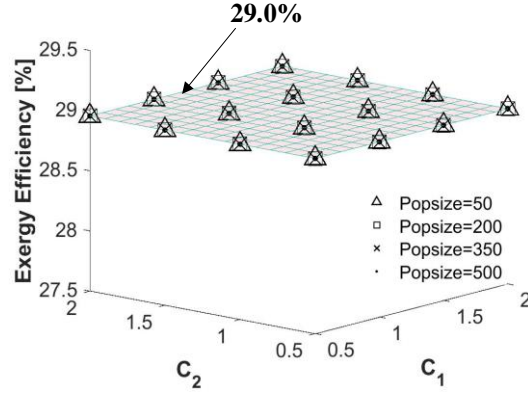 29.0%
29.5
29
28.5
28
27.5
Exergy Efficiency [%]
Popsize=50
Popsize=200
Popsize=350
Popsize=500
2
1.5
1
0.5
C2
0.5
1
1.5
2
C1